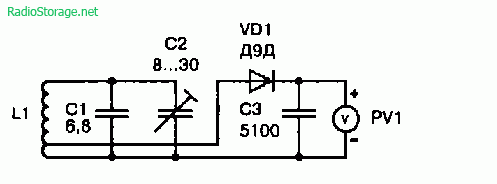 RadioStorage.net
VD1
Д9Д
C2
8...30
L1
C1
6,8
C3
5100
+
V
-
PV1